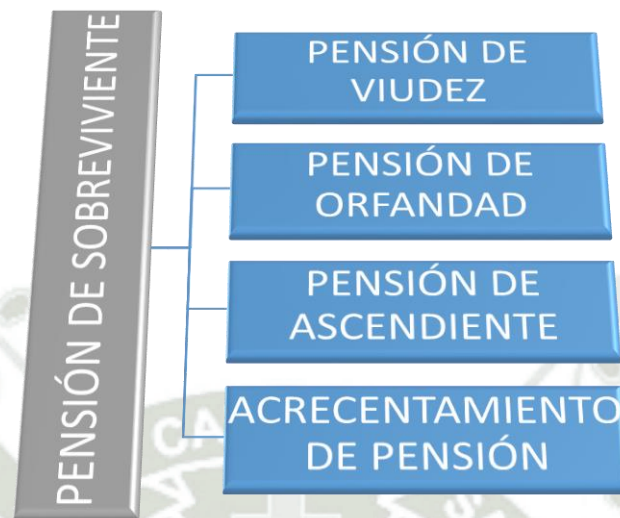 PENSIÓN DE SOBREVIVIENTE
PENSIÓN DE
VIUDEZ
PENSIÓN DE
ORFANDAD
PENSIÓN DE
ASCENDIENTE
ACRECENTAMIENTO
DE PENSIÓN